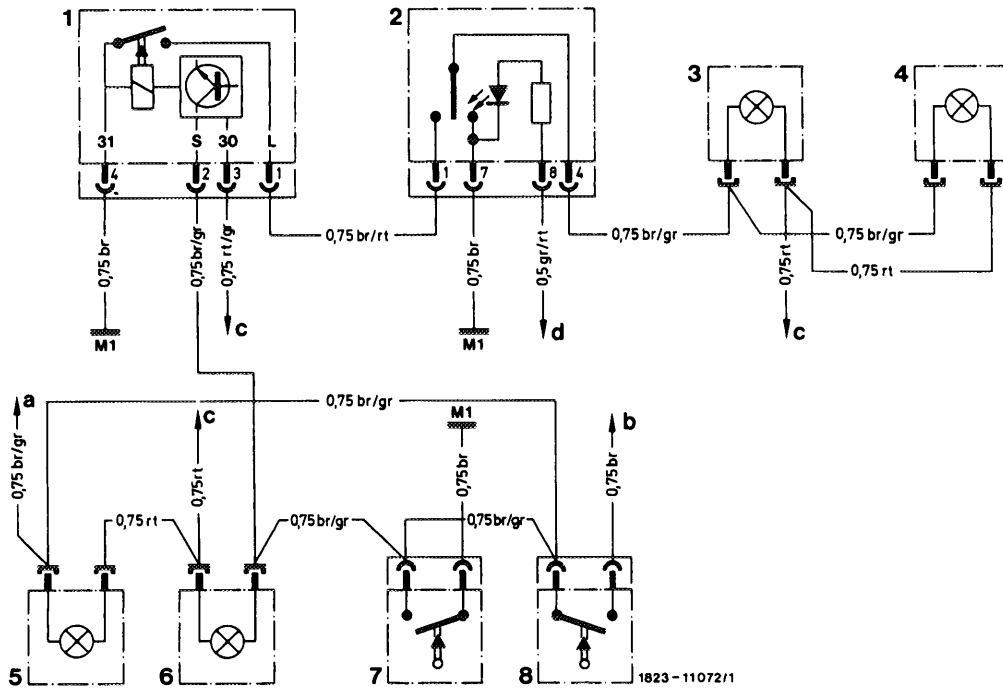 1
2
3
4
31 S 30 L
4 2 3 1
1 7 8 4
0,75 br/rt
0,75 br/gr
0,75 br/gr
0,75 rt
0,75 br
0,75 br/gr
0,75 rt/gr
0,75 br
0,5 gr/rt
0,75 rt
M1
c
M1
d
c
a
0,75 br/gr
c
M1
b
0,75 br/gr
0,75 rt
0,75 br
0,75 br
0,75 rt
0,75 br/gr
0,75 br/gr
5
6
7
8
1823-11072/1